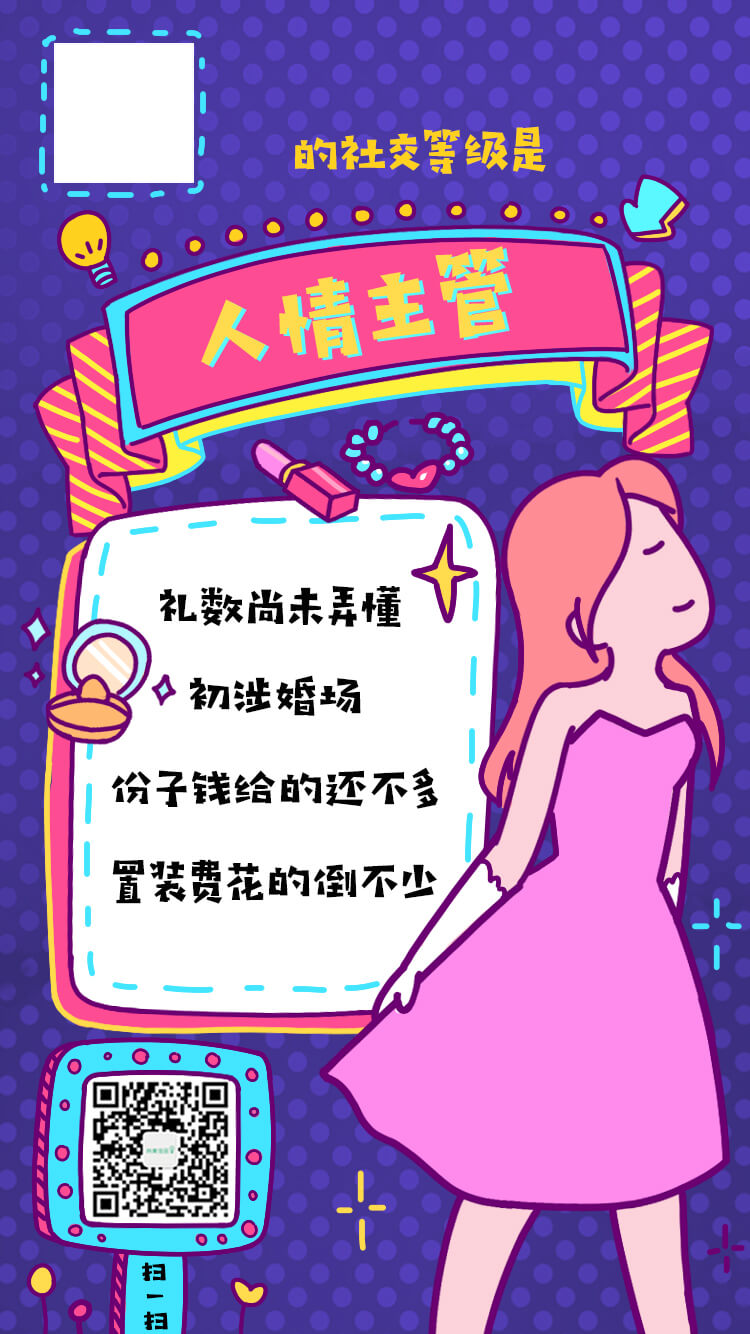 的社交等级是
人情主管
礼数尚未弄懂
初涉婚场
份子钱给的还不多
置装费花的倒不少
扫一扫